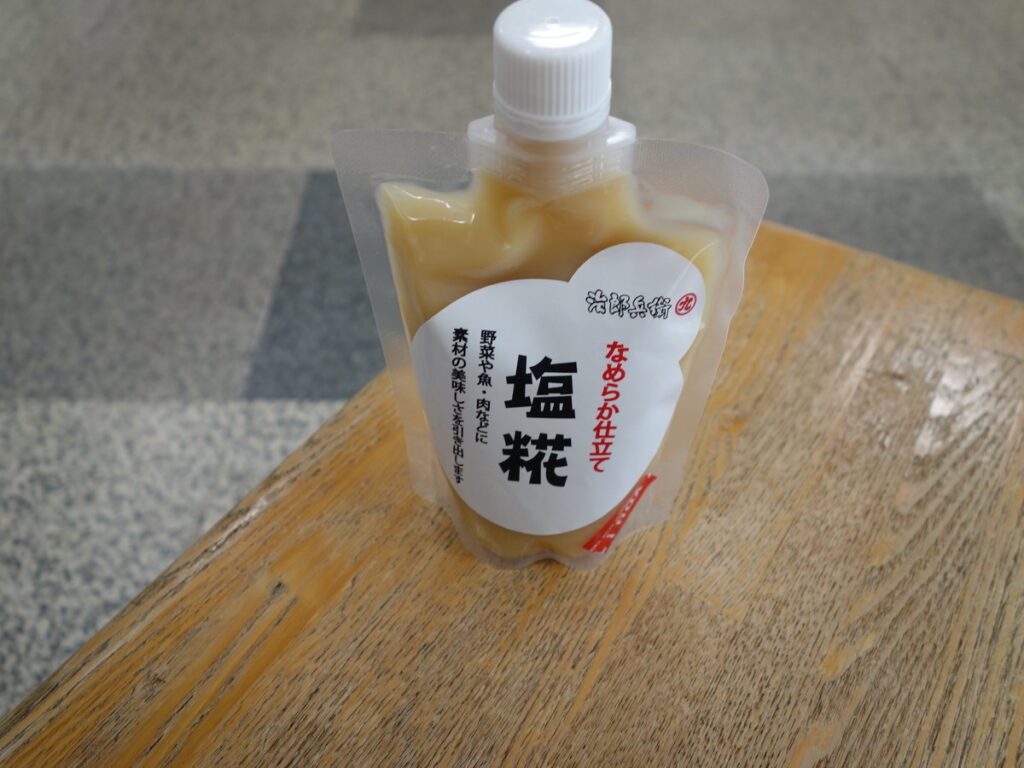 治郎兵衛
なめらか仕立て
塩糀
野菜や魚・肉などに
素材の美味しさを引き出します